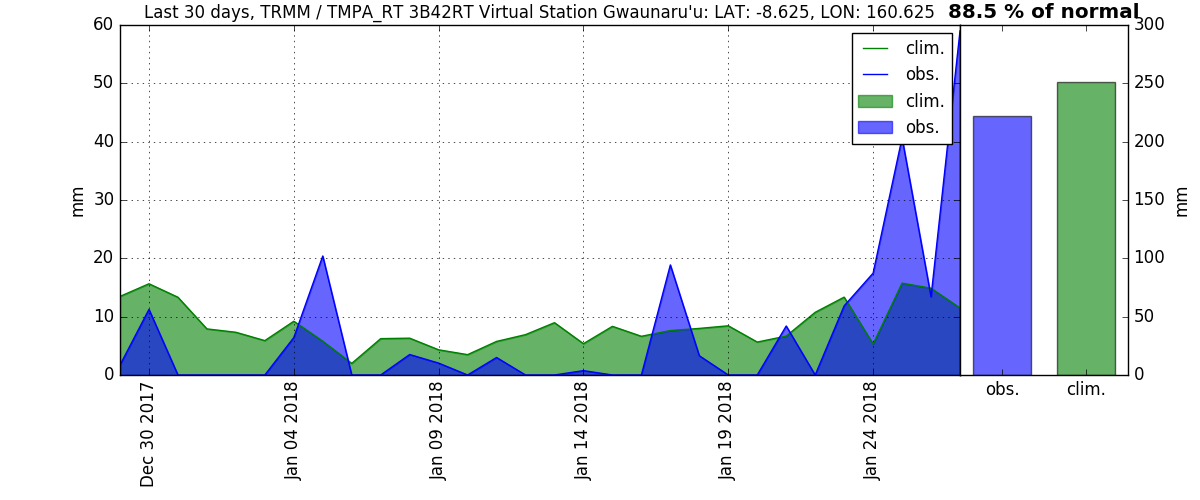 Last 30 days, TRMM / TMPA_RT 3B42RT Virtual Station Gwaunaru'u: LAT: -8.625, LON: 160.625 88.5 % of normal
60
50
40
30
20
10
0
mm
clim.
obs.
clim.
obs.
300
250
200
150
100
50
0
mm
Dec 30 2017
Jan 04 2018
Jan 09 2018
Jan 14 2018
Jan 19 2018
Jan 24 2018
obs.
clim.